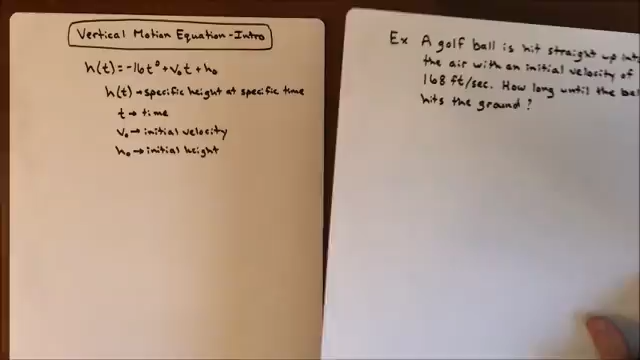 Vertical Motion Equation-Intro
h(t)=-16t²+v₀t+h₀
h(t)→specific height at specific time
t→time
v₀→initial velocity
h₀→initial height
Ex A golf ball is hit straight up into
the air with an initial velocity of
168 ft/sec. How long until the bal
hits the ground?